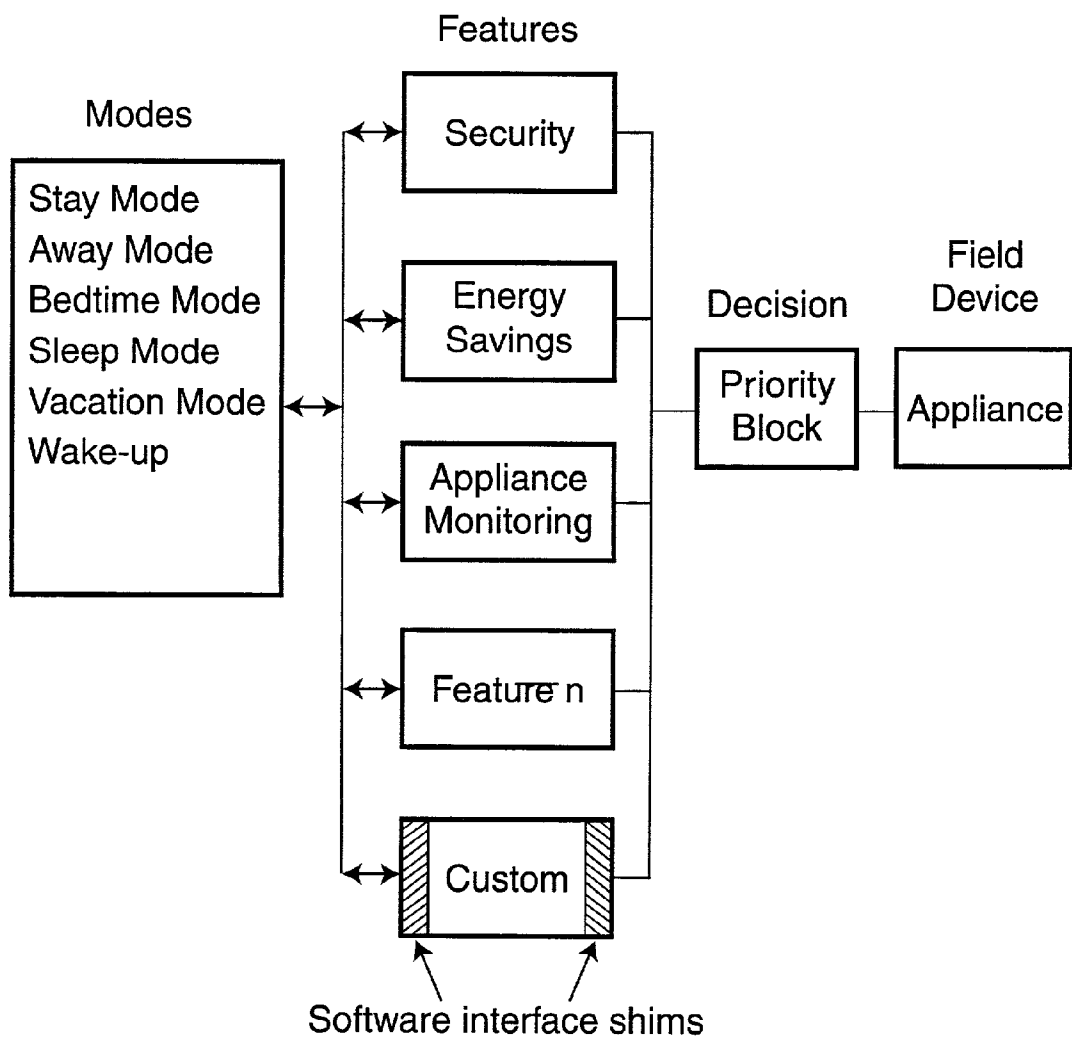 Features
Modes
Security
Stay Mode
Away Mode
Bedtime Mode
Sleep Mode
Vacation Mode
Wake-up
Energy
Savings
Appliance
Monitoring
Feature n
Custom
Decision
Priority
Block
Field
Device
Appliance
Software interface shims